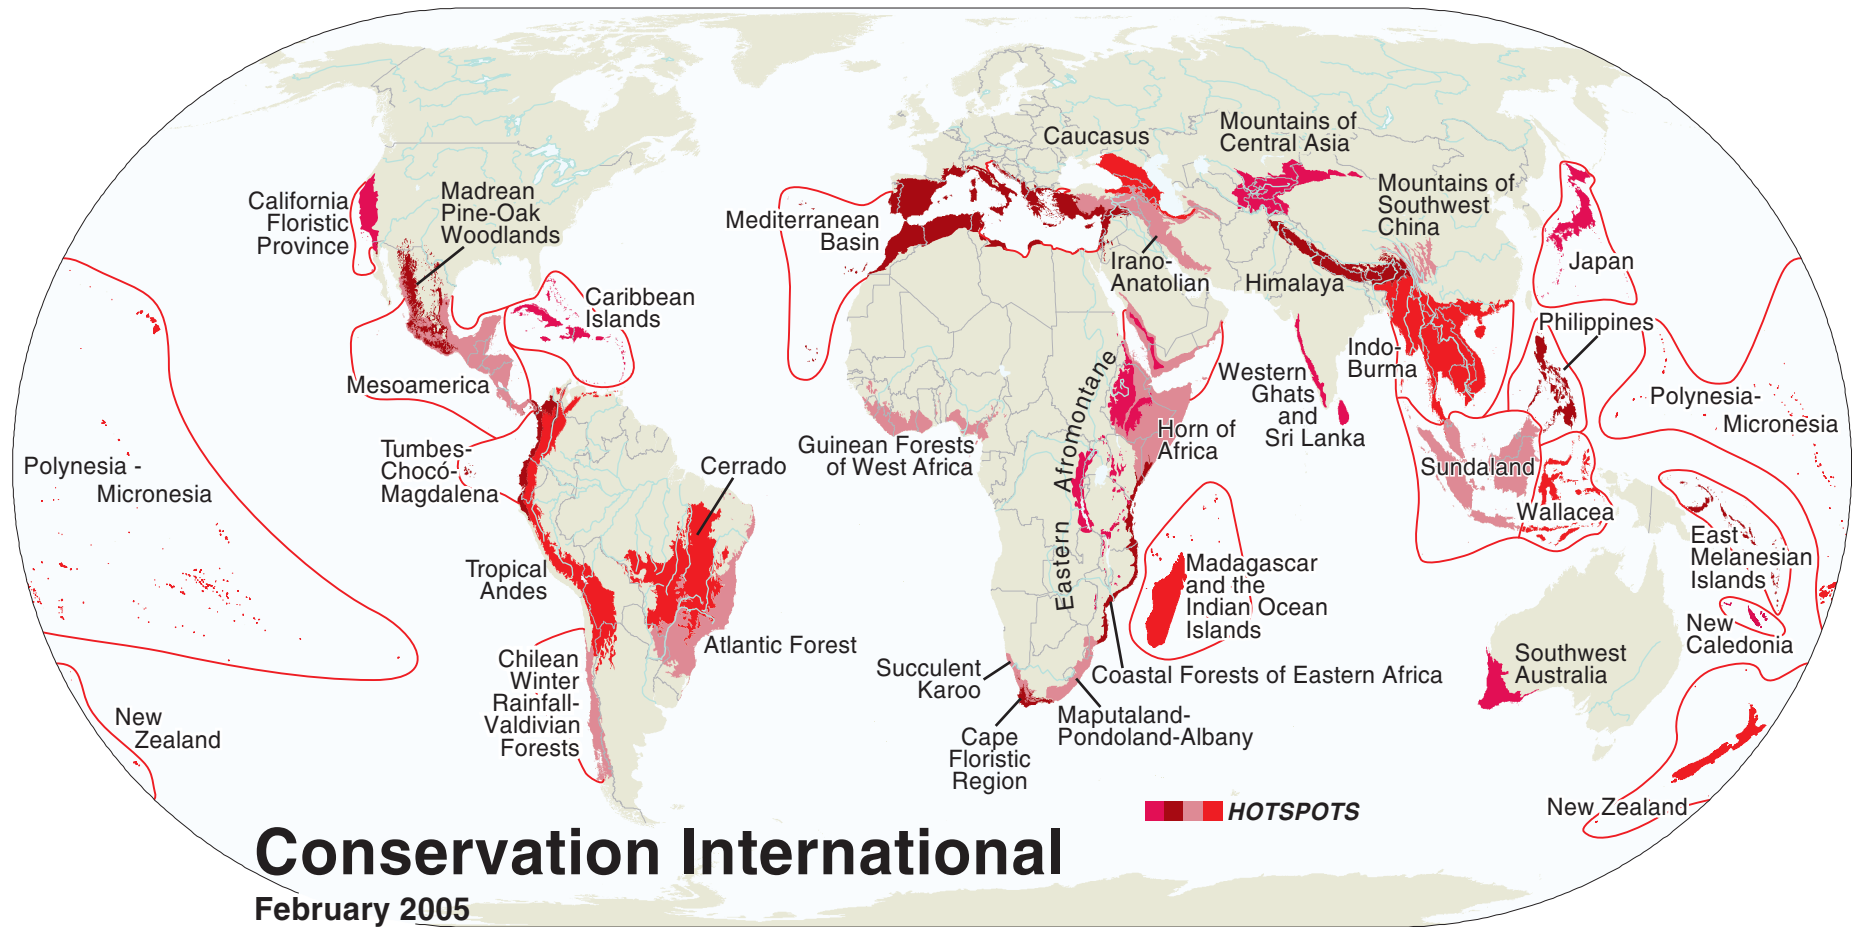 Caucasus
Mountains of
Central Asia
California
Floristic
Province
Madrean
Pine-Oak
Woodlands
Mediterranean
Basin
Mountains of
Southwest
China
Irano-
Anatolian
Himalaya
Japan
Caribbean
Islands
Philippines
Mesoamerica
Indo-
Burma
Western
Ghats
and
Sri Lanka
Polynesia-
Micronesia
Tumbes-
Chocó-
Magdalena
Polynesia -
Micronesia
Cerrado
Guinean Forests
of West Africa
Eastern Afromontane
Horn of
Africa
Sundaland
Wallacea
East
Melanesian
Islands
Tropical
Andes
Madagascar
and the
Indian Ocean
Islands
New
Caledonia
Atlantic Forest
Chilean
Winter
Rainfall-
Valdivian
Forests
Succulent
Karoo
Coastal Forests of Eastern Africa
Southwest
Australia
New
Zealand
Maputaland-
Pondoland-Albany
Cape
Floristic
Region
New Zealand
HOTSPOTS
Conservation International
February 2005